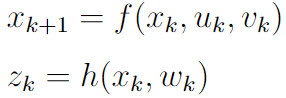 x_{k+1} = f(x_k, u_k, v_k)
z_k = h(x_k, w_k)